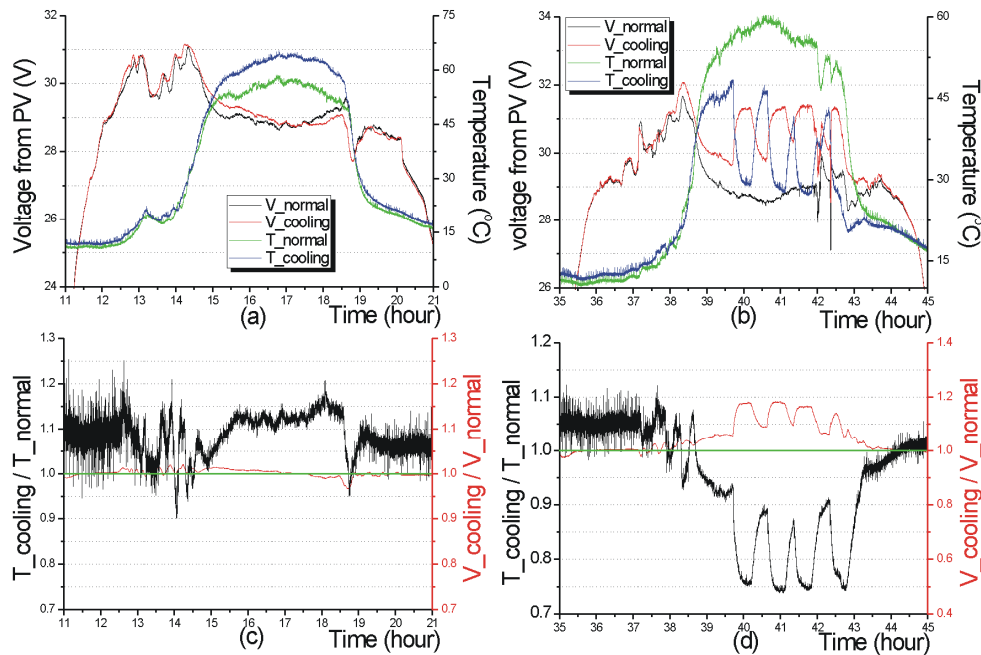 32
30
28
26
24
Voltage from PV (V)
V_normal
V_cooling
T_normal
T_cooling
75
60
45
30
15
0
Temperature (°C)
11 12 13 14 15 16 17 18 19 20 21
(a) Time (hour)
34
32
30
28
26
voltage from PV (V)
V_normal
V_cooling
T_normal
T_cooling
60
45
30
15
Temperature (°C)
35 36 37 38 39 40 41 42 43 44 45
(b) Time (hour)
1.3
1.2
1.1
1.0
0.9
0.8
0.7
T_cooling / T_normal
1.3
1.2
1.1
1.0
0.9
0.8
0.7
V_cooling / V_normal
11 12 13 14 15 16 17 18 19 20 21
(c) Time (hour)
1.2
1.1
1.0
0.9
0.8
0.7
T_cooling / T_normal
1.4
1.2
1.0
0.8
0.6
0.4
V_cooling / V_normal
35 36 37 38 39 40 41 42 43 44 45
(d) Time (hour)